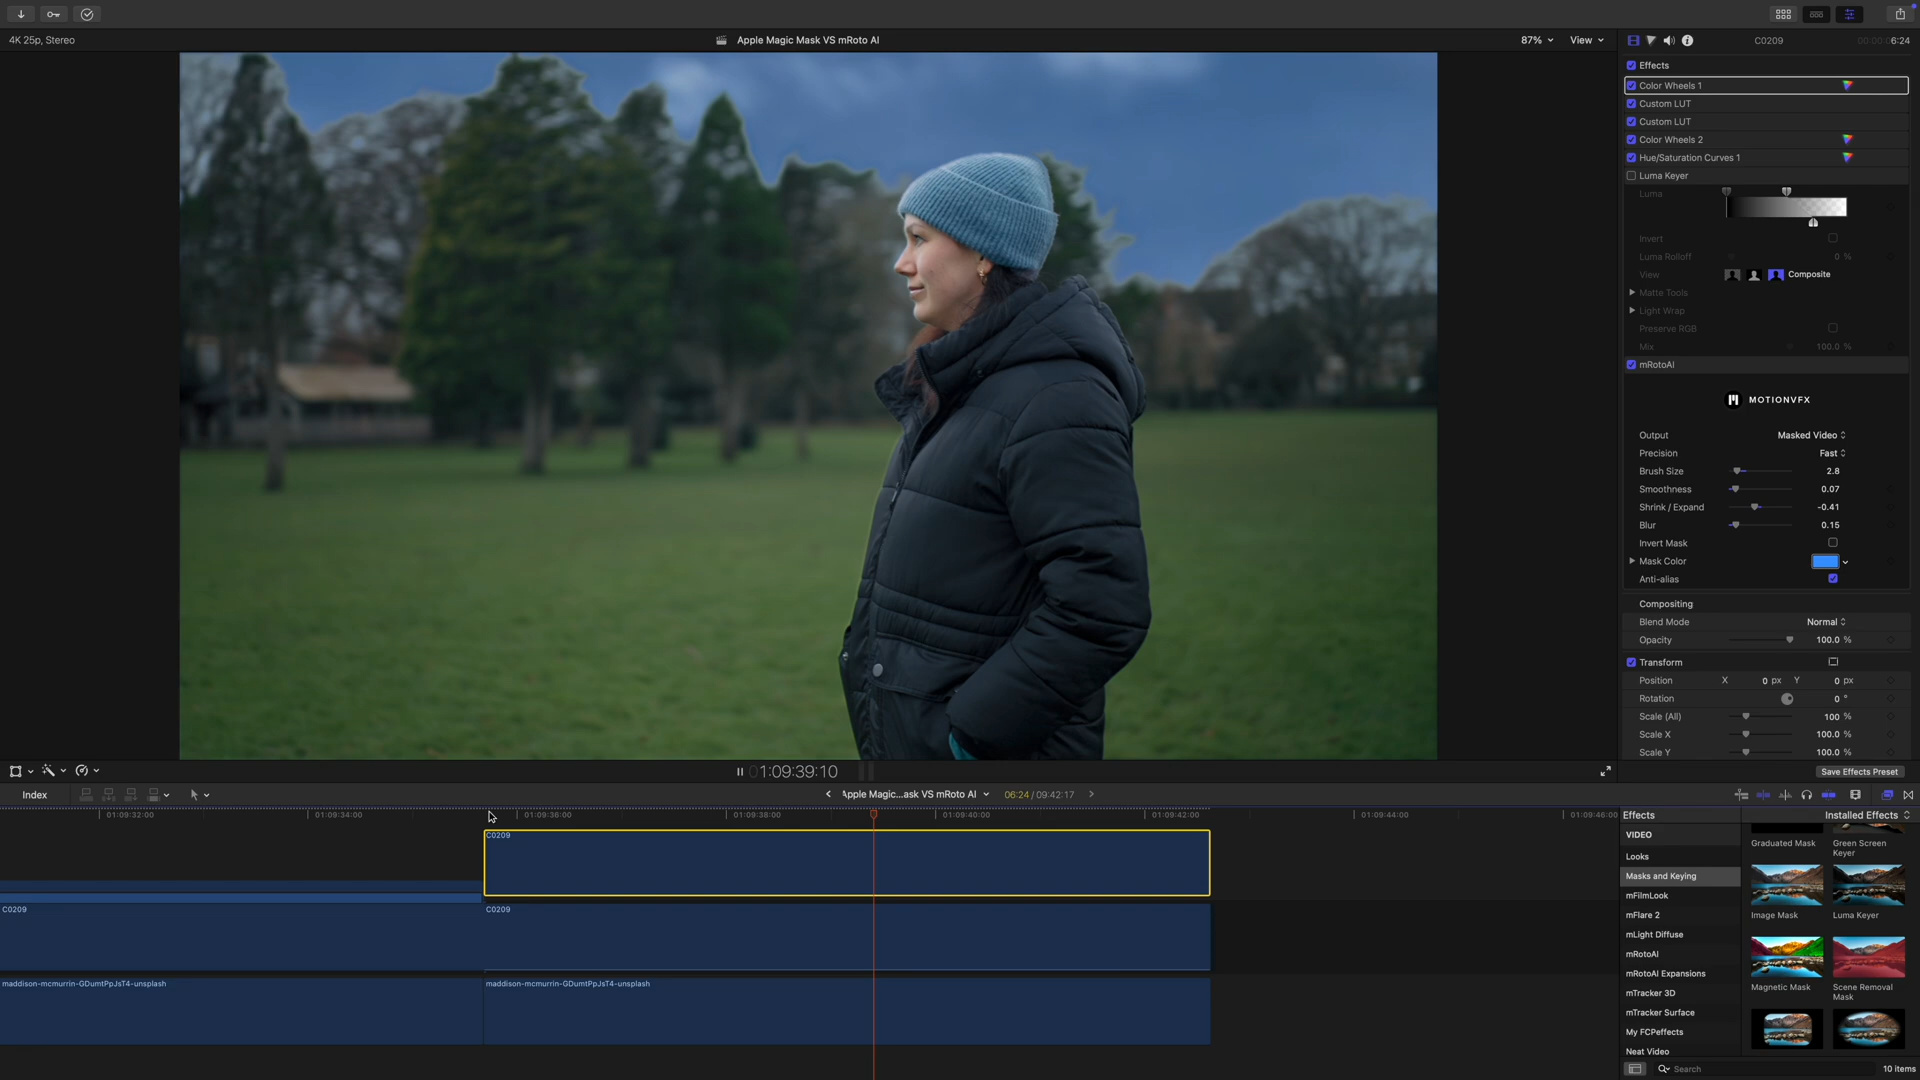 4K 25p, Stereo
Apple Magic Mask VS mRoto AI
87%
View
C0209
00:00:06:24
Effects
Color Wheels 1
Custom LUT
Custom LUT
Color Wheels 2
Hue/Saturation Curves 1
Luma Keyer
Luma
Invert
Luma Rolloff
0 %
View
Composite
Matte Tools
Light Wrap
Preserve RGB
Mix
100.0 %
mRotoAI
MOTIONVFX
Output
Masked Video
Precision
Fast
Brush Size
2.8
Smoothness
0.07
Shrink / Expand
-0.41
Blur
0.15
Invert Mask
Mask Color
Anti-alias
Compositing
Blend Mode
Normal
Opacity
100.0 %
Transform
Position
X
0 px
Y
0 px
Rotation
0 °
Scale (All)
100 %
Scale X
100.0 %
Scale Y
100.0 %
01:09:39:10
Save Effects Preset
Index
Apple Magic...ask VS mRoto AI
06:24 / 09:42:17
01:09:32:00
01:09:34:00
01:09:36:00
01:09:38:00
01:09:40:00
01:09:42:00
01:09:44:00
01:09:46:00
C0209
C0209
C0209
maddison-mcmurrin-GDumtPpJsT4-unsplash
maddison-mcmurrin-GDumtPpJsT4-unsplash
Effects
Installed Effects
VIDEO
Looks
Masks and Keying
mFilmLook
mFlare 2
mLight Diffuse
mRotoAI
mRotoAI Expansions
mTracker 3D
mTracker Surface
My FCPeffects
Neat Video
Graduated Mask
Green Screen
Keyer
Image Mask
Luma Keyer
Magnetic Mask
Scene Removal
Mask
Search
10 items